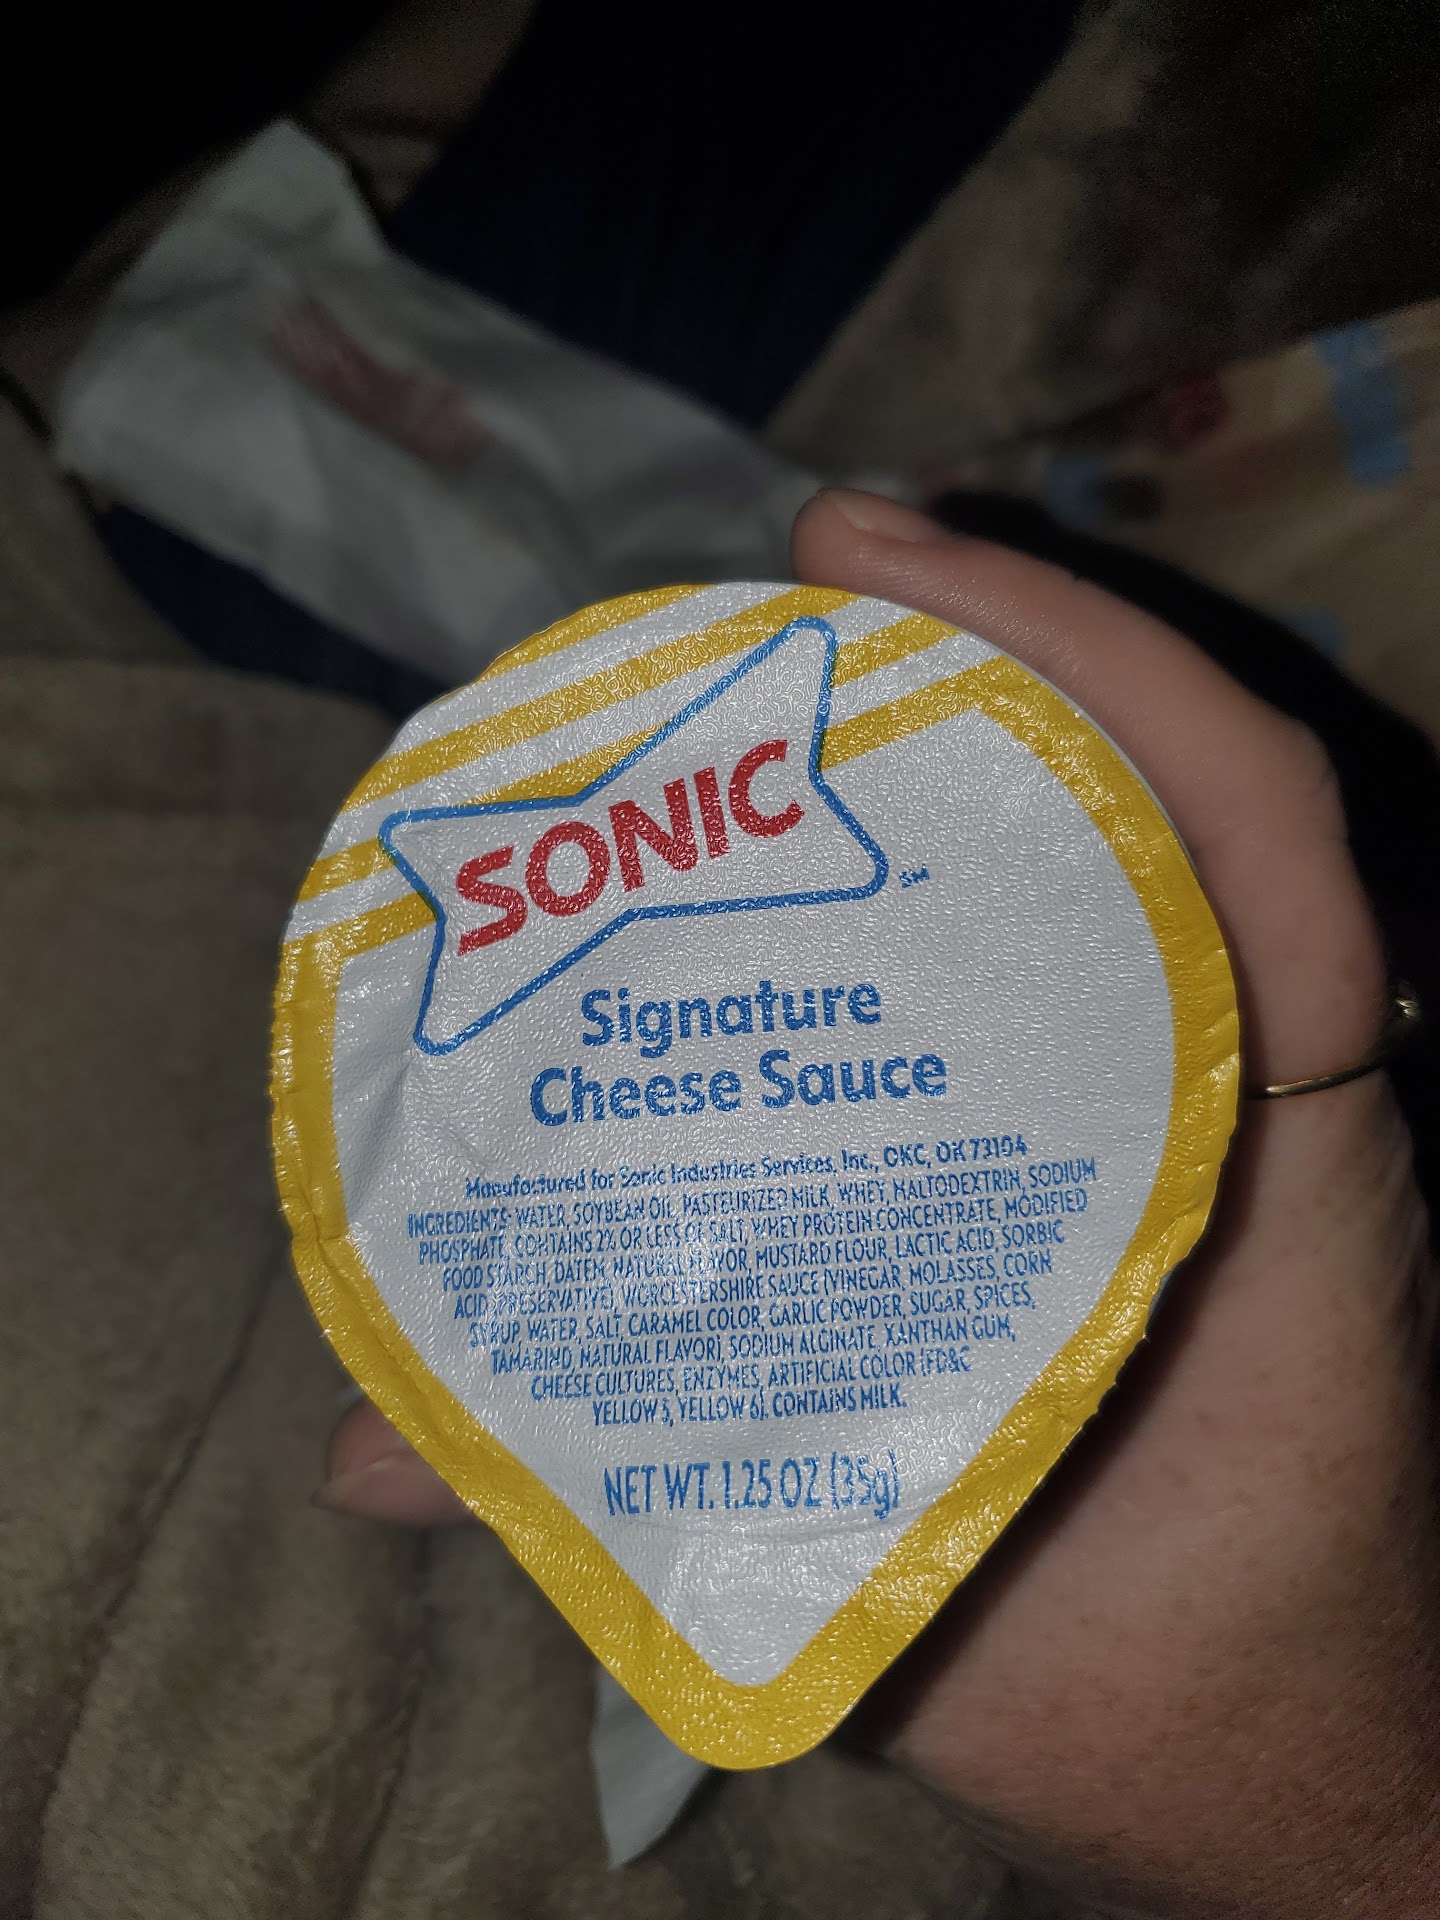 SONIC
SM
Signature
Cheese Sauce
Manufactured for Sonic Industries Services, Inc., OKC, OK 73104
INGREDIENTS: WATER, SOYBEAN OIL, PASTEURIZED MILK, WHEY, MALTODEXTRIN, SODIUM
PHOSPHATE, CONTAINS 2% OR LESS OF SALT, WHEY PROTEIN CONCENTRATE, MODIFIED
FOOD STARCH, DATEM, NATURAL FLAVOR, MUSTARD FLOUR, LACTIC ACID, SORBIC
ACID (PRESERVATIVE), WORCESTERSHIRE SAUCE (VINEGAR, MOLASSES, CORN
SYRUP, WATER, SALT, CARAMEL COLOR, GARLIC POWDER, SUGAR, SPICES,
TAMARIND, NATURAL FLAVOR), SODIUM ALGINATE, XANTHAN GUM,
CHEESE CULTURES, ENZYMES, ARTIFICIAL COLOR (FD&C
YELLOW 5, YELLOW 6). CONTAINS MILK.
NET WT. 1.25 OZ (35g)